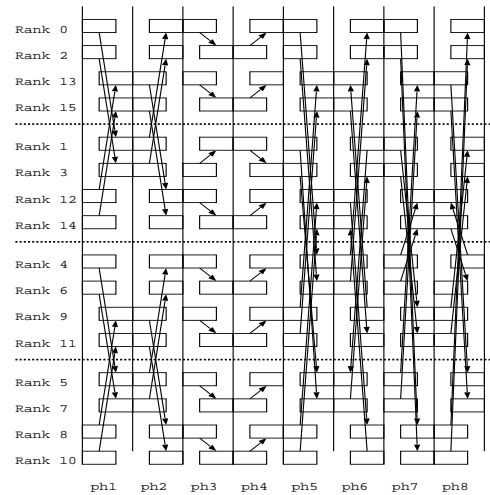 Rank 0
Rank 2
Rank 13
Rank 15
Rank 1
Rank 3
Rank 12
Rank 14
Rank 4
Rank 6
Rank 9
Rank 11
Rank 5
Rank 7
Rank 8
Rank 10
ph1 ph2 ph3 ph4 ph5 ph6 ph7 ph8